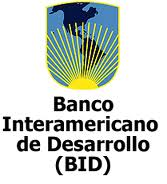 Banco
Interamericano
de Desarrollo
(BID)